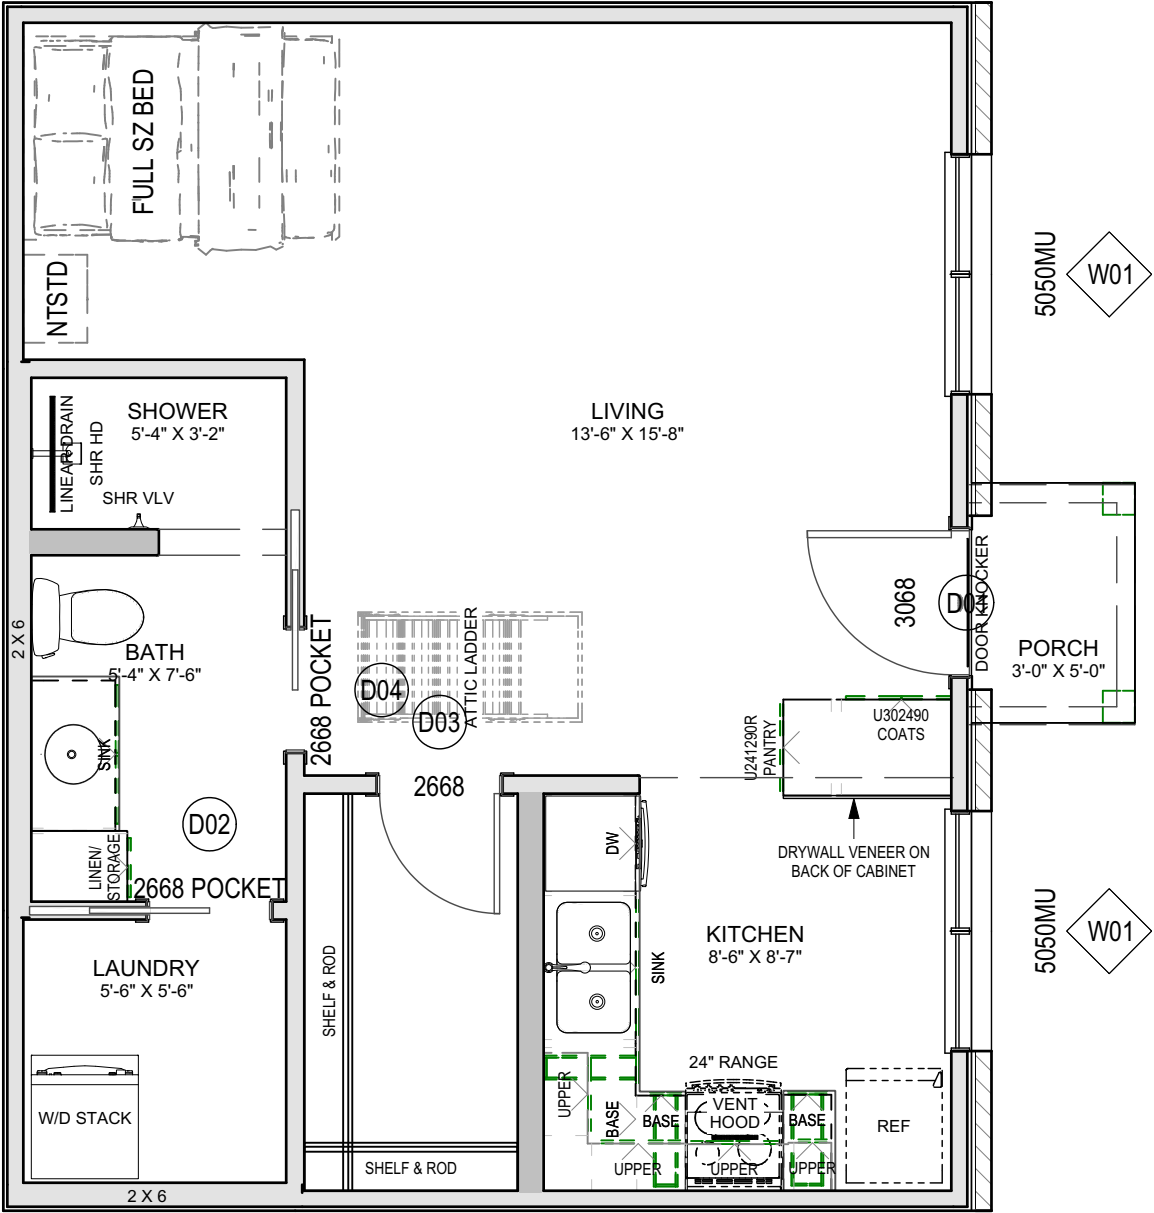 FULL SZ BED
NTSTD
5050MU
W01
SHOWER
5'-4" X 3'-2"
LINEAR DRAIN
SHR HD
SHR VLV
LIVING
13'-6" X 15'-8"
2 X 6
BATH
5'-4" X 7'-6"
2668 POCKET
ATTIC LADDER
D04
D03
2668
3068
D01
DOOR KNOCKER
PORCH
3'-0" X 5'-0"
U302490
COATS
U241290R
PANTRY
SINK
D02
LINEN/
STORAGE
2668 POCKET
DW
DRYWALL VENEER ON
BACK OF CABINET
LAUNDRY
5'-6" X 5'-6"
SHELF & ROD
SINK
KITCHEN
8'-6" X 8'-7"
5050MU
W01
24" RANGE
VENT
HOOD
UPPER
BASE
BASE
BASE
REF
W/D STACK
SHELF & ROD
UPPER
UPPER
UPPER
2 X 6